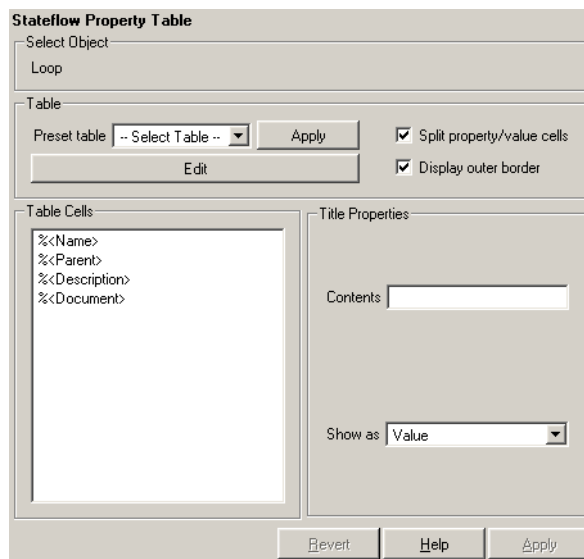 Stateflow Property Table
Select Object
Loop
Table
Preset table -- Select Table -- Apply Split property/value cells
Edit Display outer border
Table Cells
%<Name>
%<Parent>
%<Description>
%<Document>
Title Properties
Contents
Show as Value
Revert Help Apply